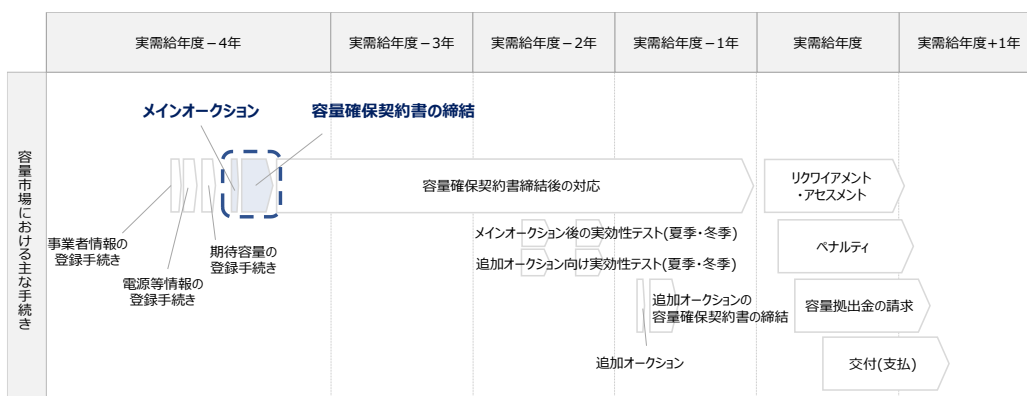 実需給年度－4年
実需給年度－3年
実需給年度－2年
実需給年度－1年
実需給年度
実需給年度+1年
容量市場における主な手続き
メインオークション
容量確保契約書の締結
容量確保契約書締結後の対応
リクワイアメント
・アセスメント
事業者情報の
登録手続き
電源等情報の
登録手続き
期待容量の
登録手続き
メインオークション後の実効性テスト(夏季・冬季)
追加オークション向け実効性テスト(夏季・冬季)
ペナルティ
追加オークションの
容量確保契約書の締結
容量拠出金の請求
追加オークション
交付(支払)